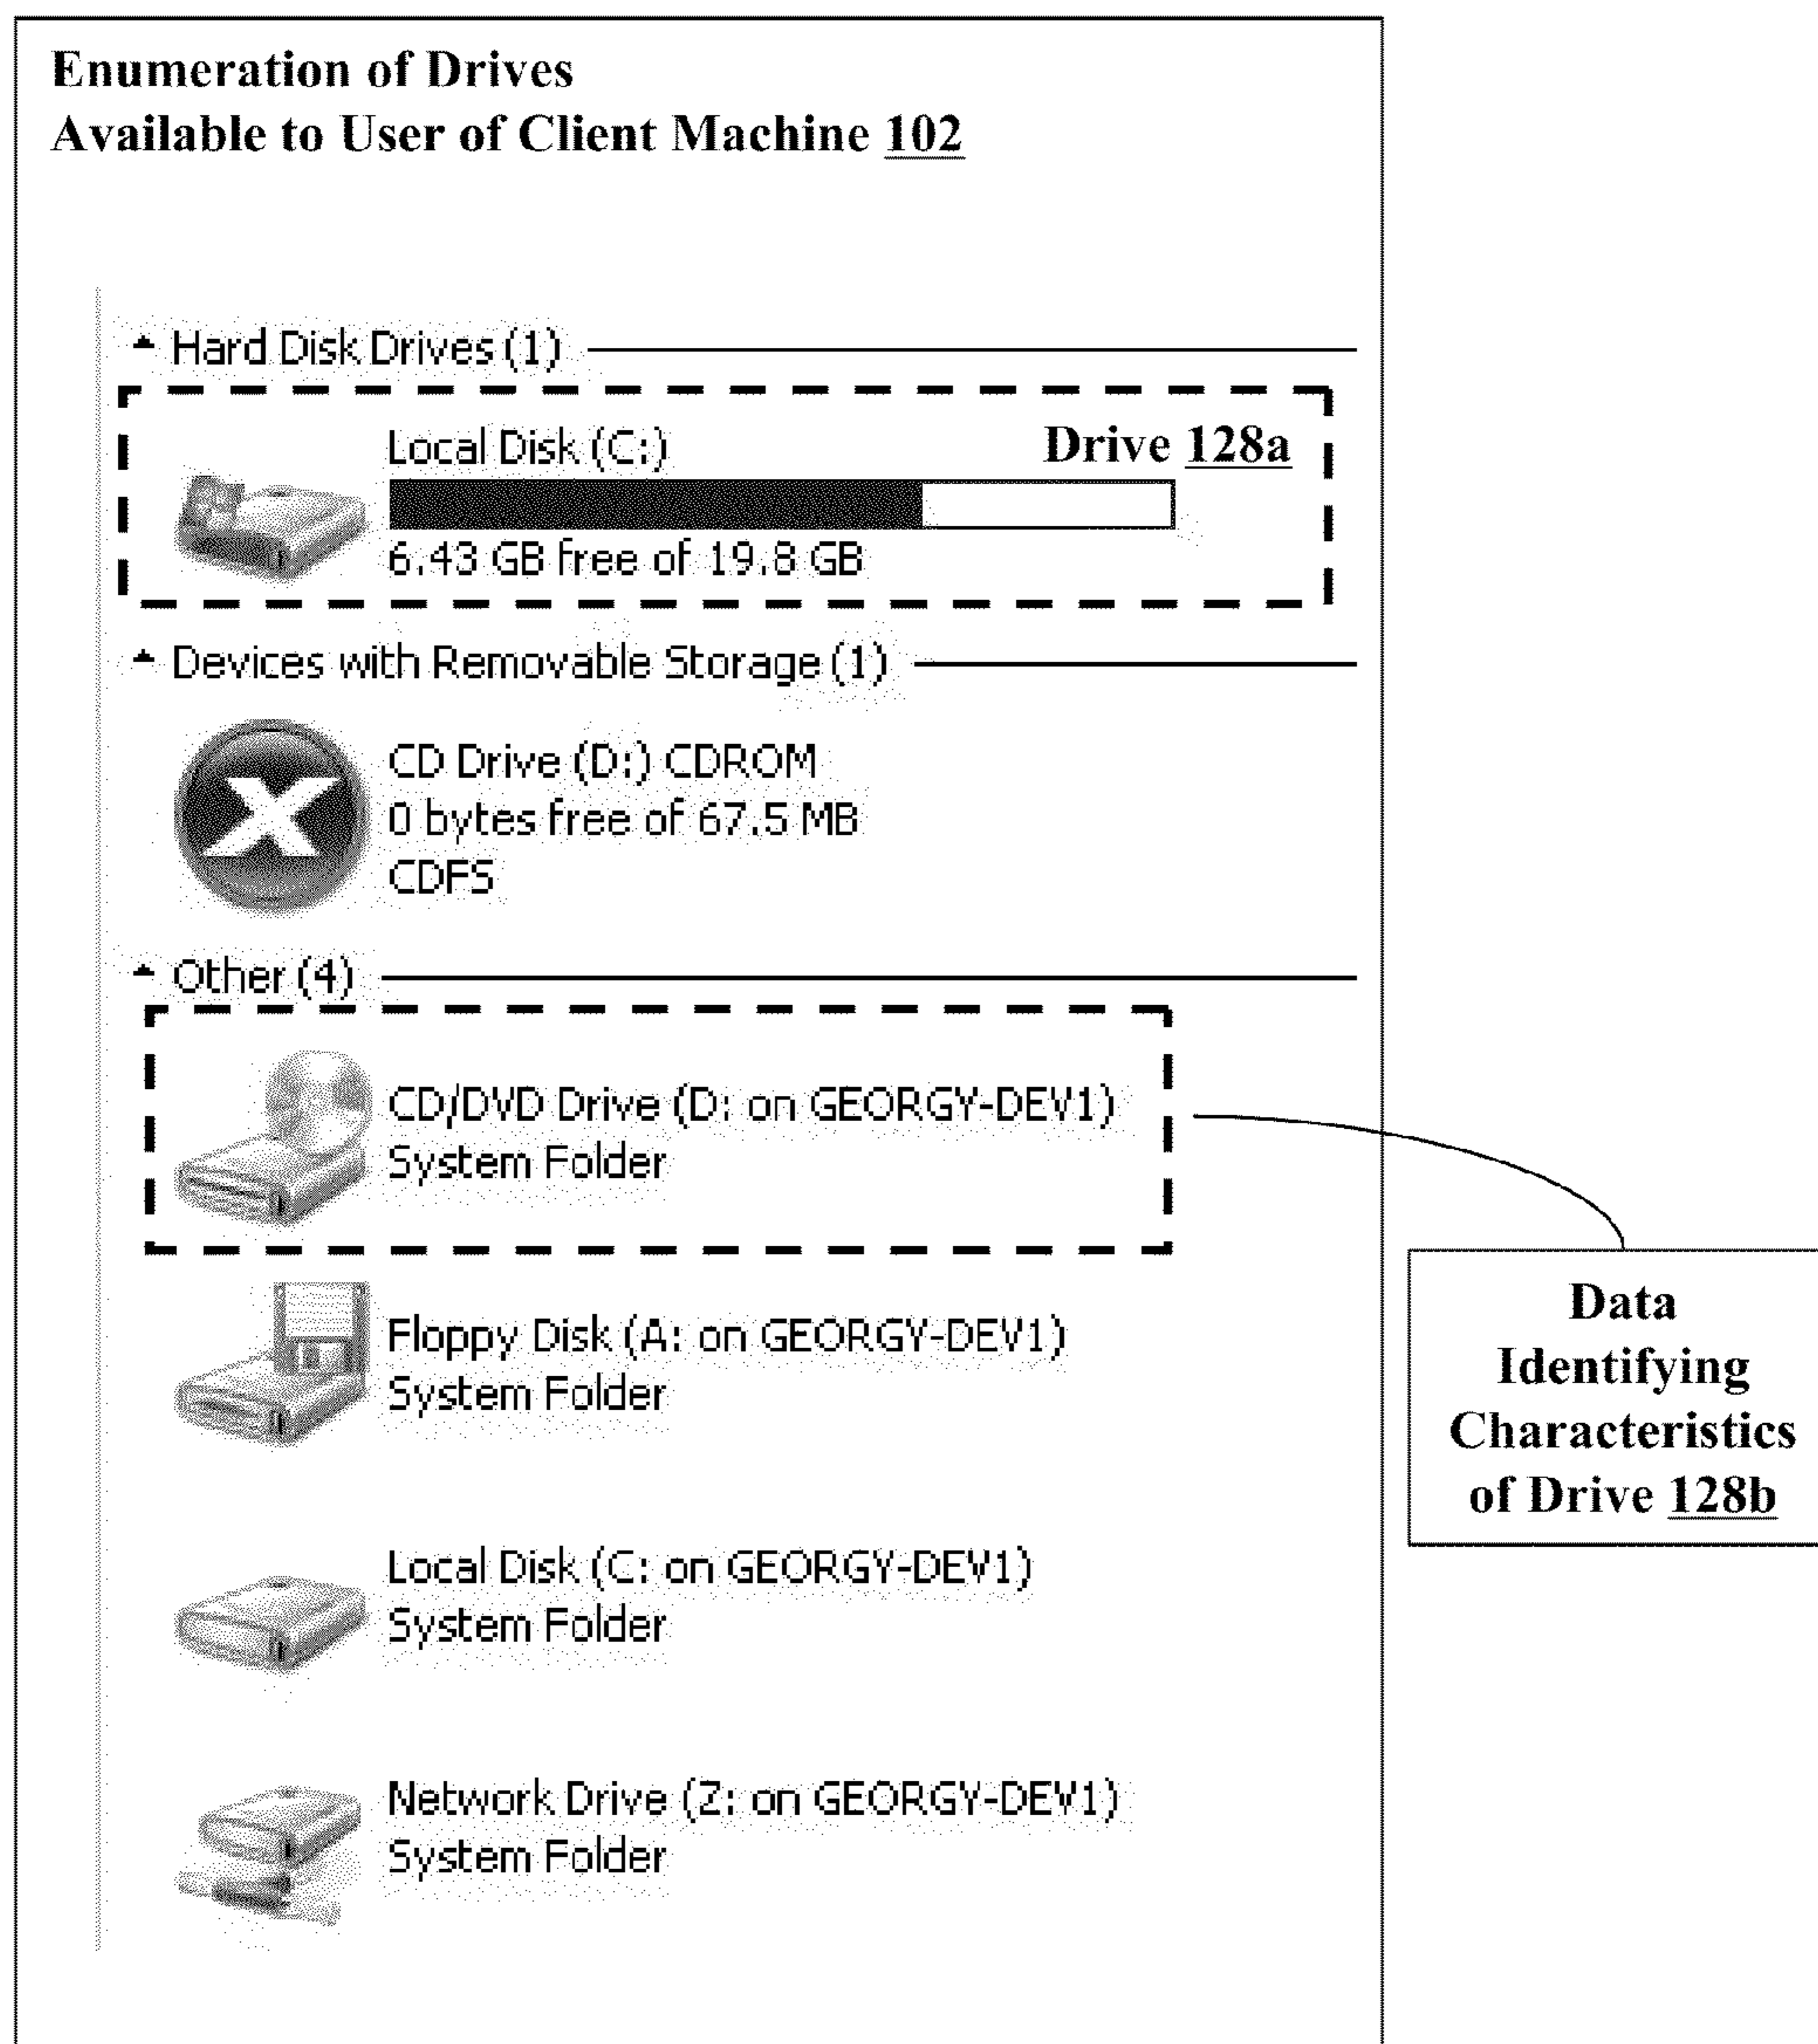 Enumeration of Drives
Available to User of Client Machine 102
Hard Disk Drives (1)
Local Disk (C:)
Drive 128a
6.43 GB free of 19.8 GB
Devices with Removable Storage (1)
CD Drive (D:) CDROM
0 bytes free of 67.5 MB
CDFS
Other (4)
CD/DVD Drive (D: on GEORGY-DEV1)
System Folder
Floppy Disk (A: on GEORGY-DEV1)
System Folder
Local Disk (C: on GEORGY-DEV1)
System Folder
Network Drive (Z: on GEORGY-DEV1)
System Folder
Data
Identifying
Characteristics
of Drive 128b